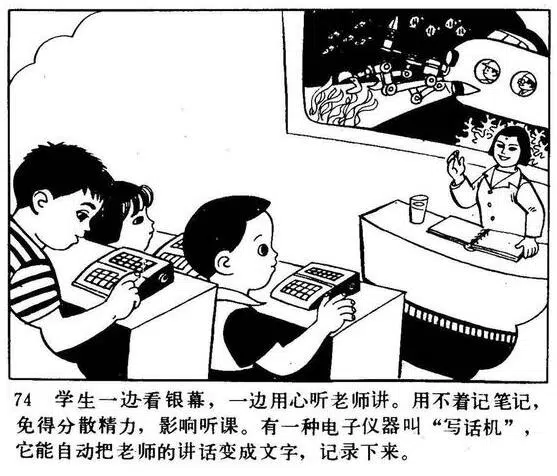 74 学生一边看银幕，一边用心听老师讲。用不着记笔记，
免得分散精力，影响听课。有一种电子仪器叫“写话机”，
它能自动把老师的讲话变成文字，记录下来。